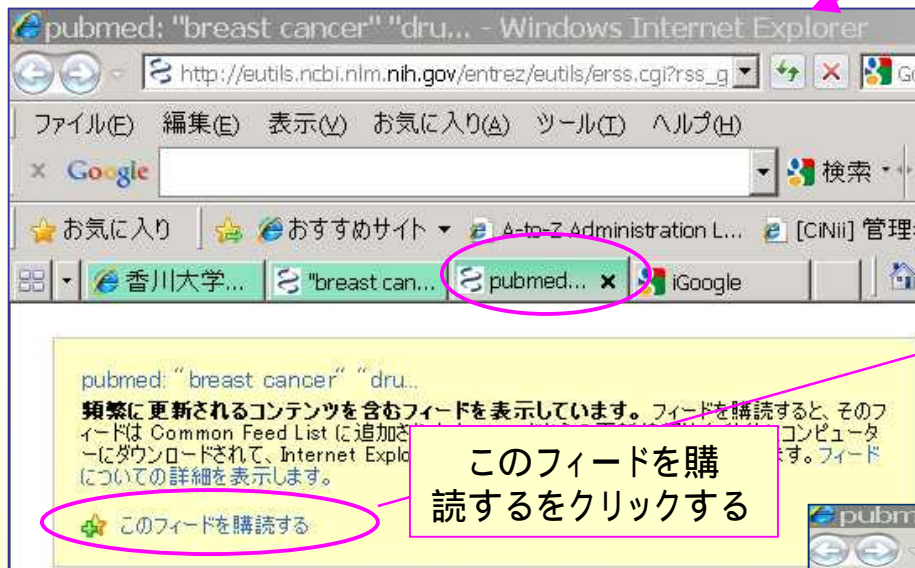 pubmed: "breast cancer" "dru... - Windows Internet Explorer
http://eutils.ncbi.nlm.nih.gov/entrez/eutils/erss.cgi?rss_g
ファイル(E) 編集(E) 表示(V) お気に入り(A) ツール(T) ヘルプ(H)
Google 検索
お気に入り おすすめサイト A-to-Z Administration L... [CiNii] 管理
香川大学... "breast can... pubmed... iGoogle
pubmed: "breast cancer" "dru...
頻繁に更新されるコンテンツを含むフィードを表示しています。フィードを購読すると、そのフ
ィードは Common Feed List に追加さ コンピュータ
ーにダウンロードされて、Internet Explo す。フィード
についての詳細を表示します。
このフィードを購読する
このフィードを購
読するをクリックする
pubm